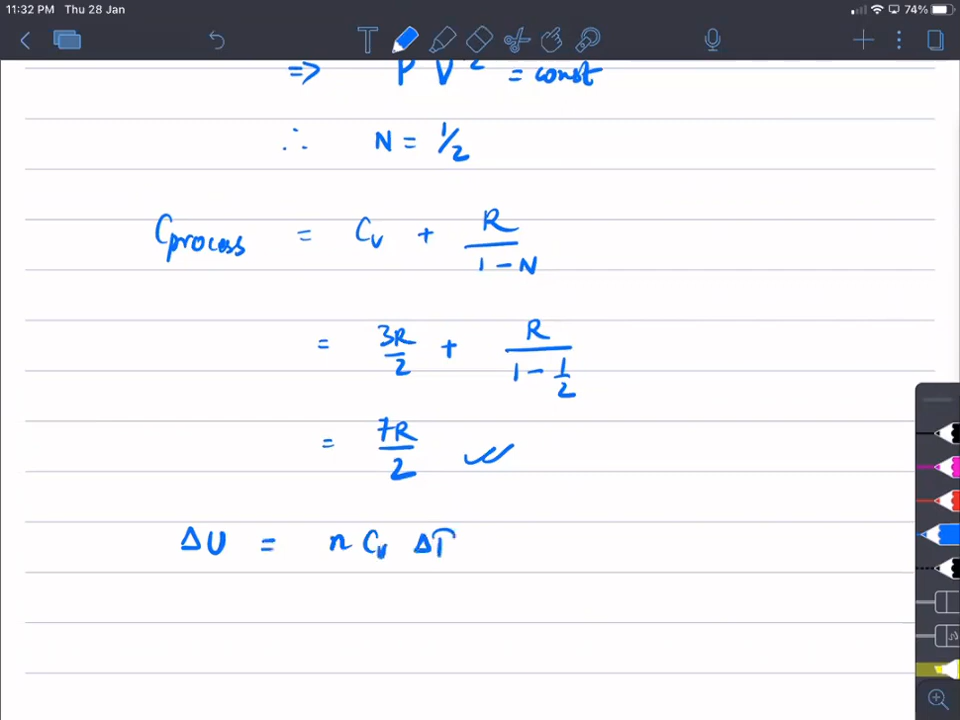 11:32 PM Thu 28 Jan 74%
T
=> P V = const
∴ N = 1/2
Cprocess = Cv + R/(1-N)
= 3R/2 + R/(1-1/2)
= 7R/2
ΔU = n Cv ΔT